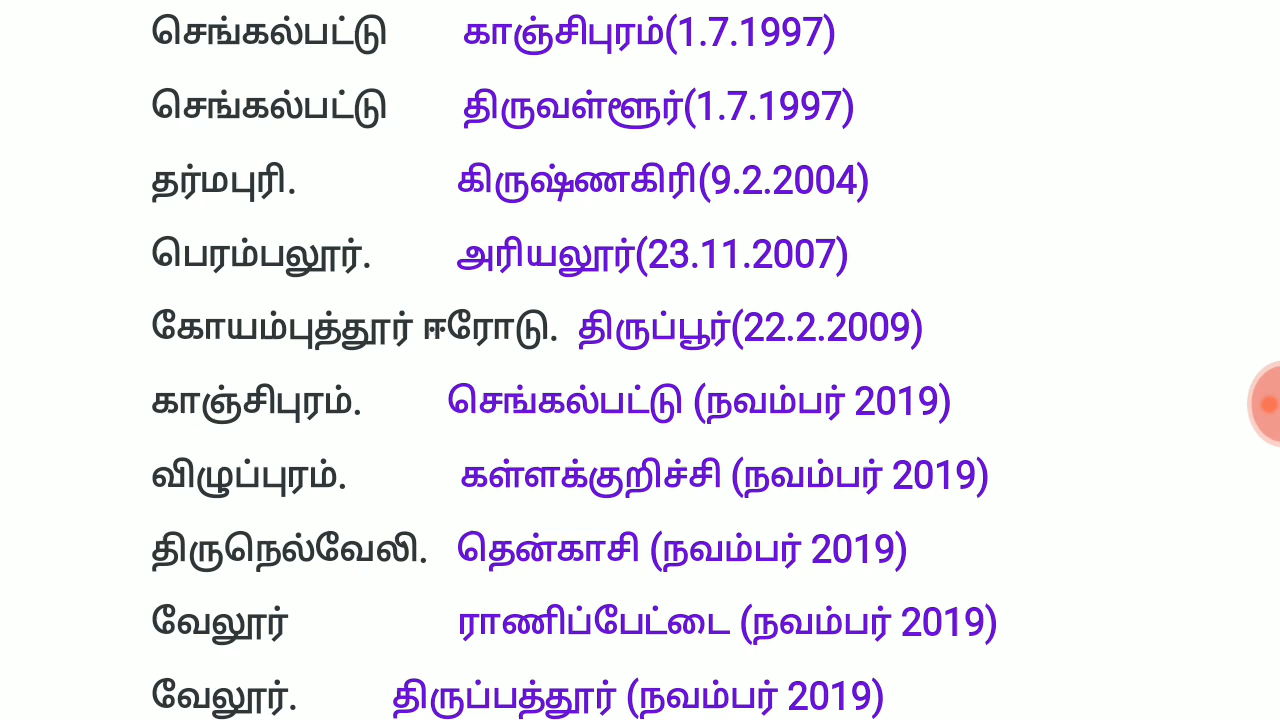 செங்கல்பட்டு காஞ்சிபுரம்(1.7.1997)
செங்கல்பட்டு திருவள்ளூர்(1.7.1997)
தர்மபுரி. கிருஷ்ணகிரி(9.2.2004)
பெரம்பலூர். அரியலூர்(23.11.2007)
கோயம்புத்தூர் ஈரோடு. திருப்பூர்(22.2.2009)
காஞ்சிபுரம். செங்கல்பட்டு (நவம்பர் 2019)
விழுப்புரம். கள்ளக்குறிச்சி (நவம்பர் 2019)
திருநெல்வேலி. தென்காசி (நவம்பர் 2019)
வேலூர் ராணிப்பேட்டை (நவம்பர் 2019)
வேலூர். திருப்பத்தூர் (நவம்பர் 2019)